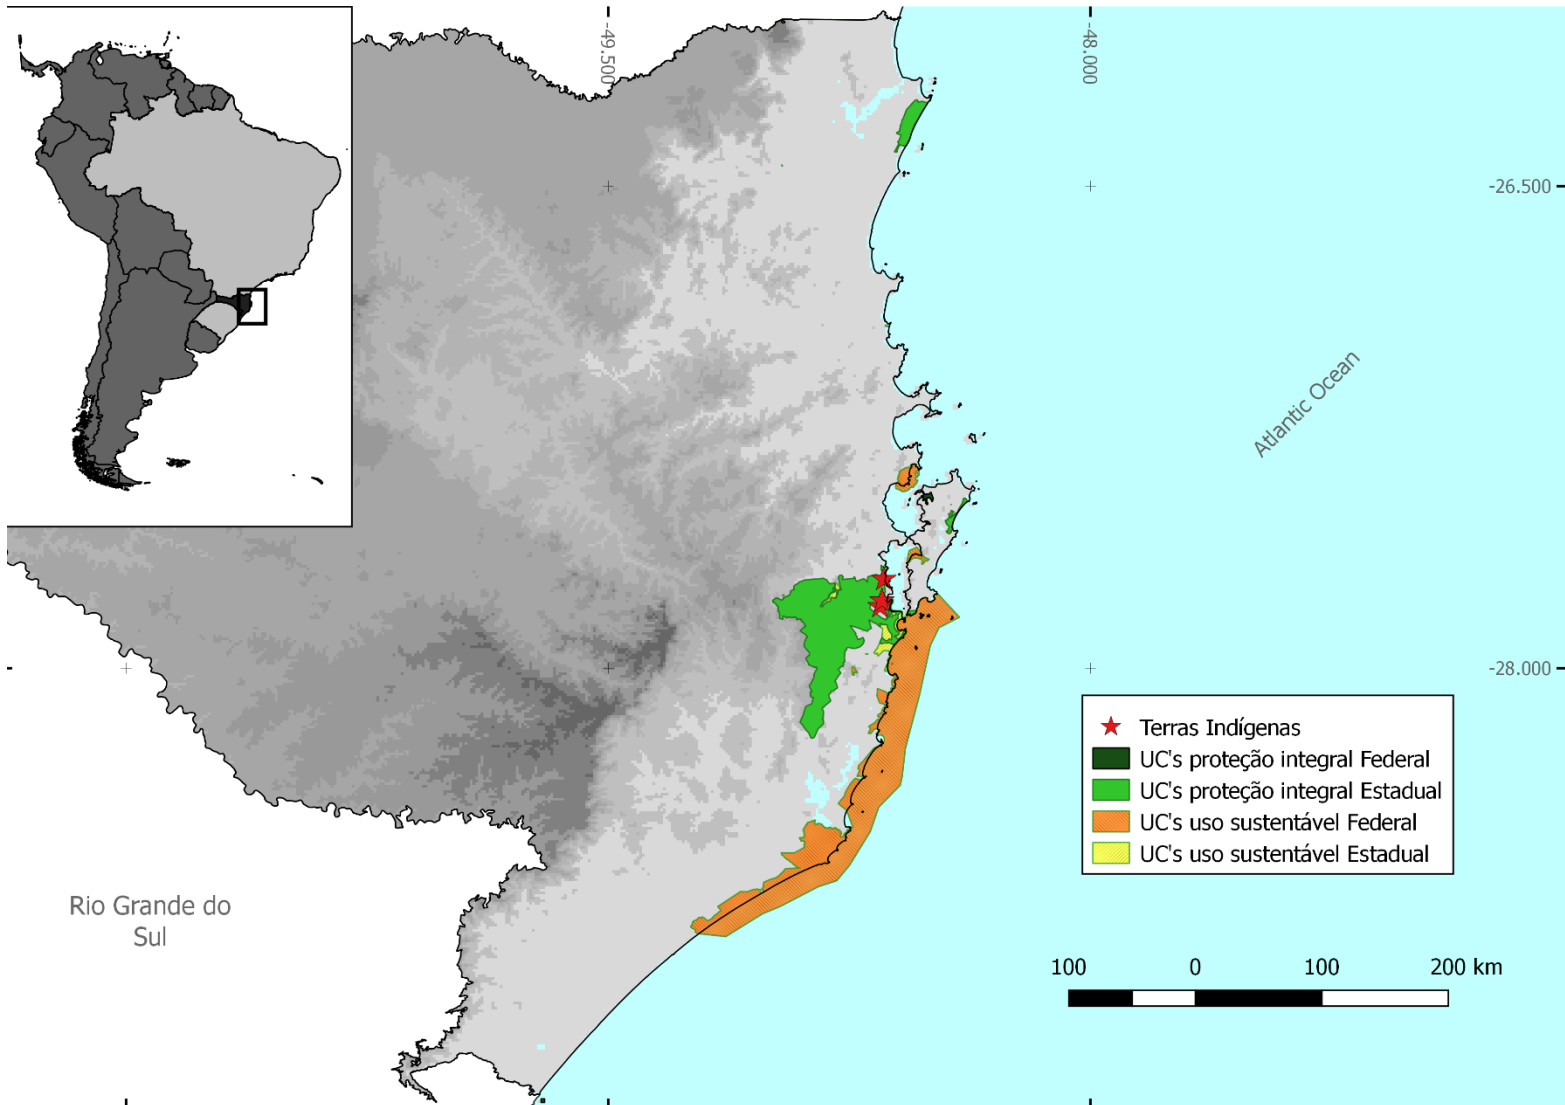 -49.500
-48.000
-26.500
Atlantic Ocean
-28.000
Terras Indígenas
UC's proteção integral Federal
UC's proteção integral Estadual
UC's uso sustentável Federal
UC's uso sustentável Estadual
Rio Grande do
Sul
100 0 100 200 km